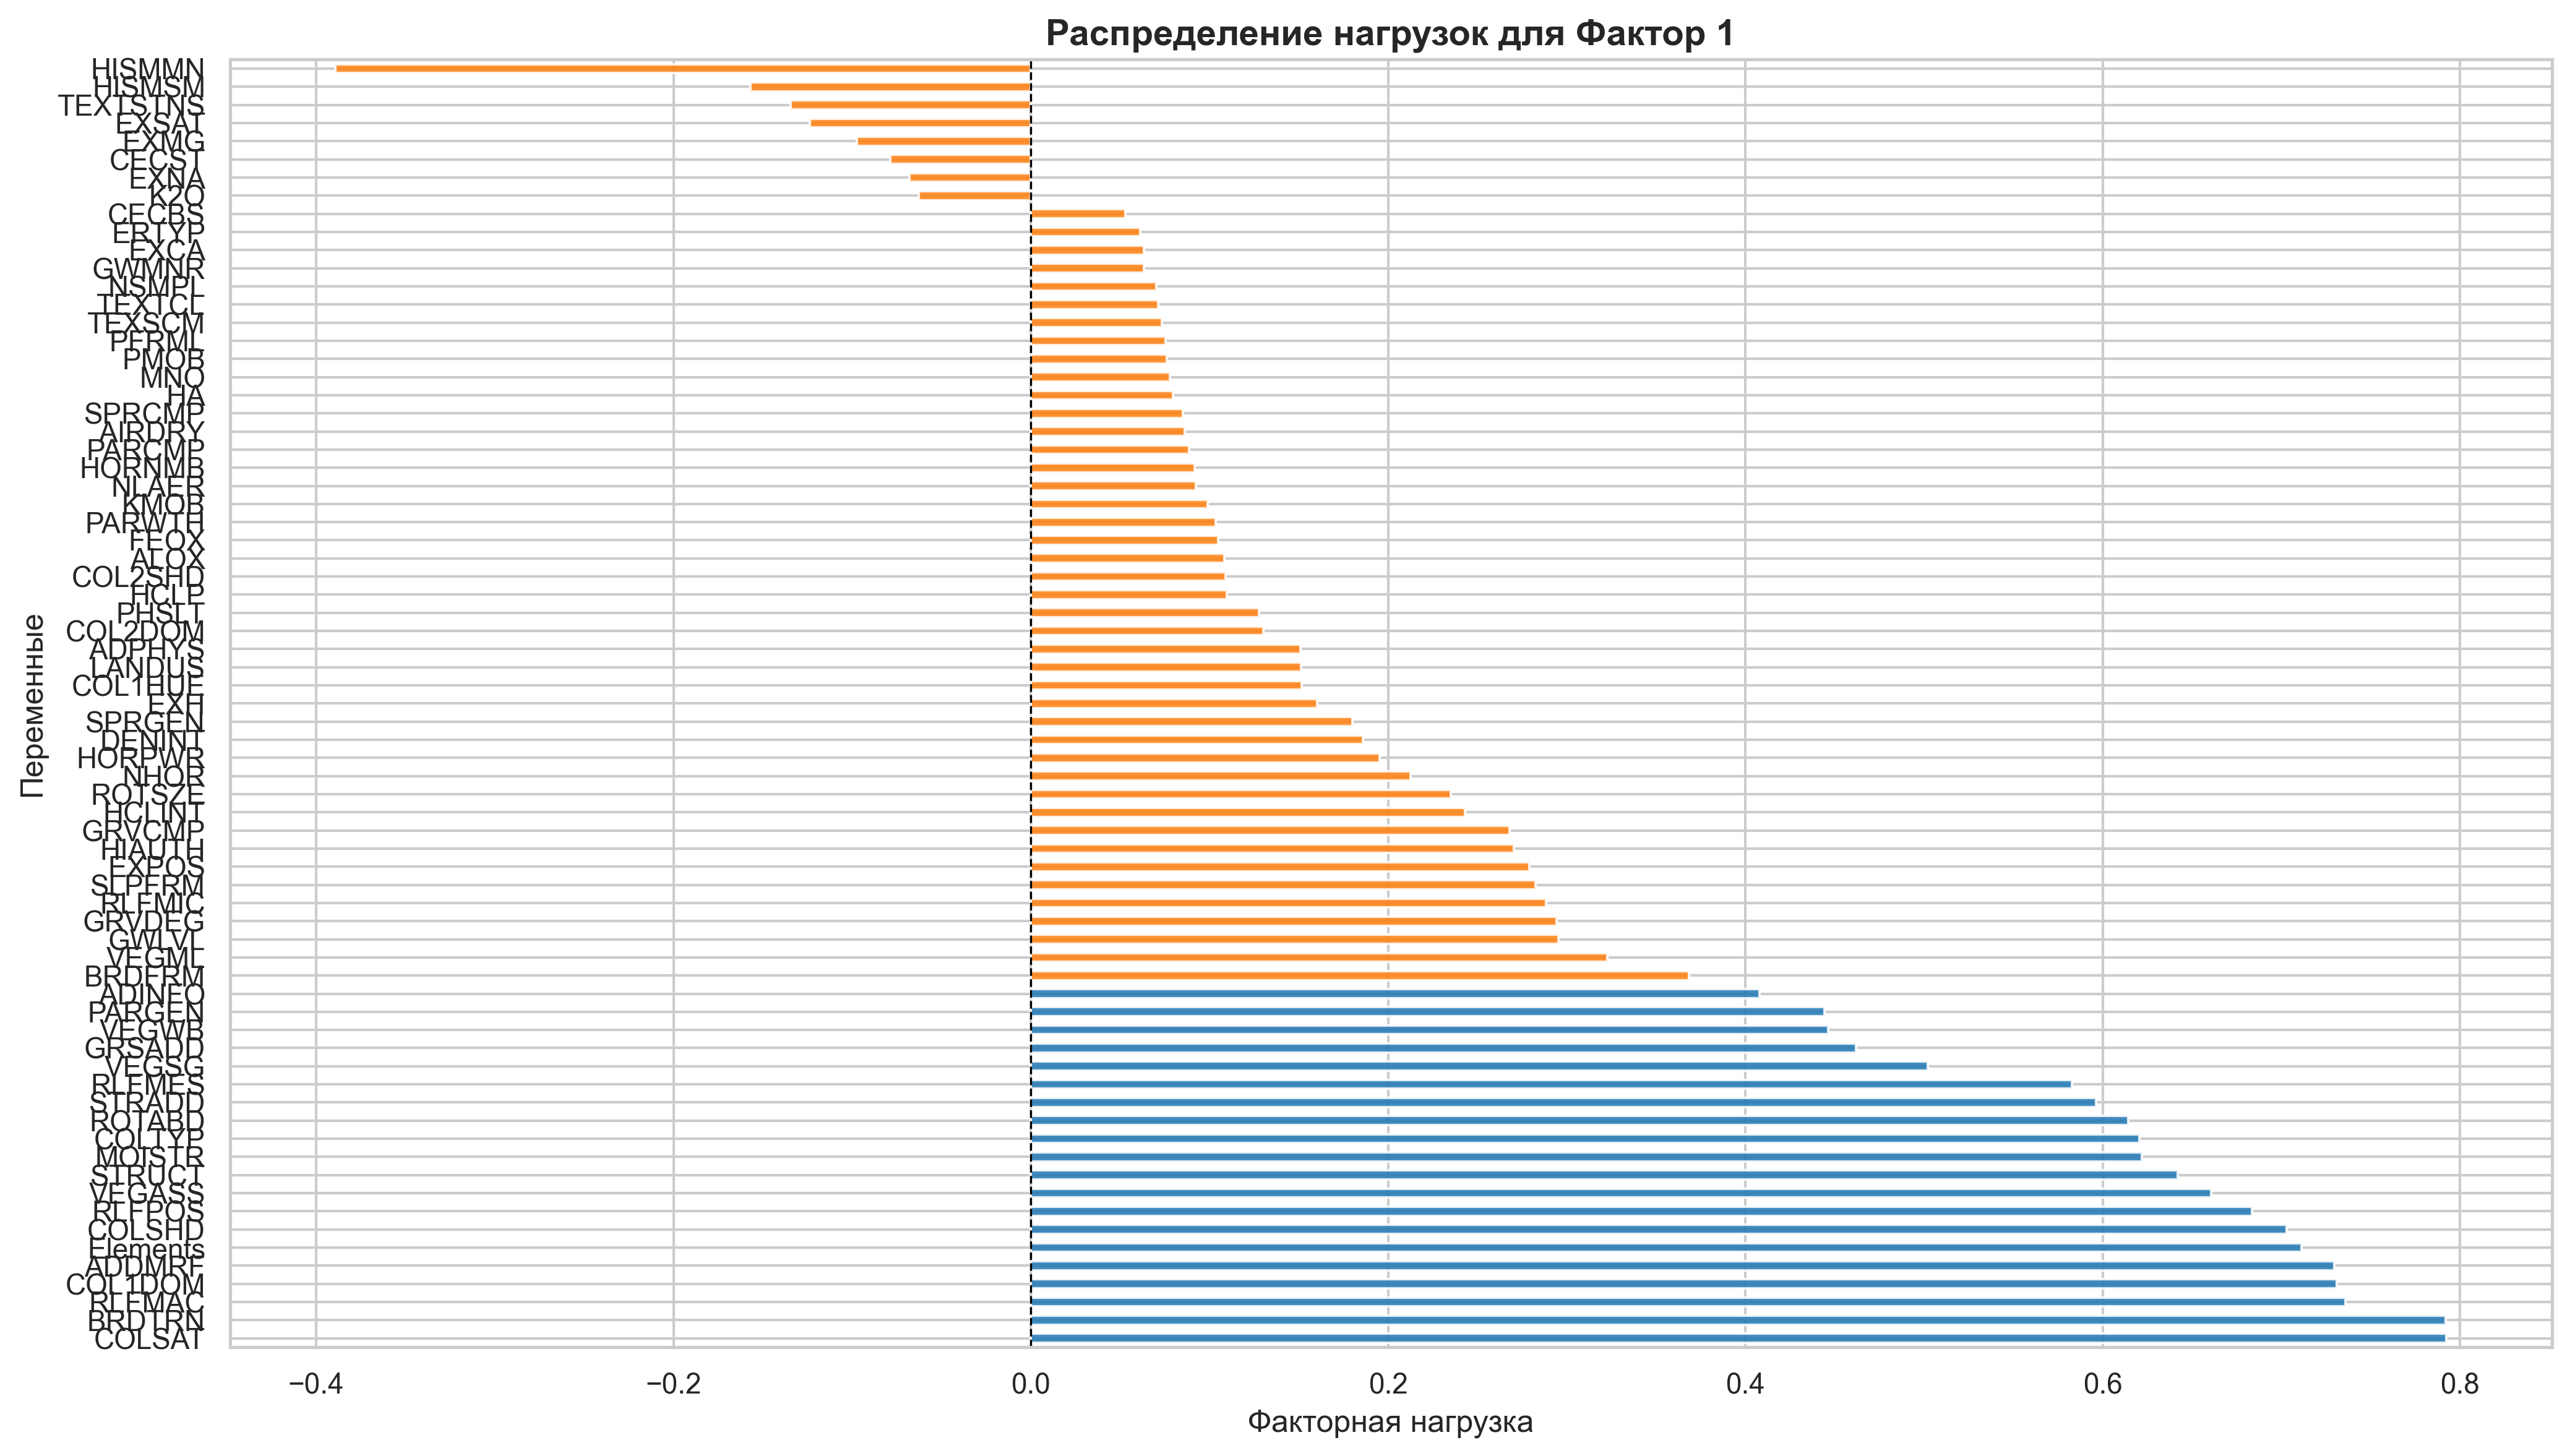 Распределение нагрузок для Фактор 1
HISMMN
HISMSM
TEXTSTNS
EXSAT
EXMG
CECST
EXNA
K2O
CECBS
ERTYP
EXCA
GWMNR
NSMPL
TEXTCL
TEXSCM
PFRML
PMOB
MNO
HA
SPRCMP
AIRDRY
PARCMP
HORNMB
NLAER
KMOB
PARWTH
FEOX
ALOX
COL2SHD
HCLP
PHSLT
COL2DOM
ADPHYS
LANDUS
COL1HUE
EXH
SPRGEN
DENINT
HORPWR
NHOR
ROTSZE
HCLINT
GRVCMP
HIAUTH
EXPOS
SLPFRM
RLFMIC
GRVDEG
GWLVL
VEGML
BRDFRM
ADINFO
PARGEN
VEGWB
GRSADD
VEGSG
RLFMES
STRADD
ROTABD
COLTYP
MOISTR
STRUCT
VEGASS
RLFPOS
COLSHD
Elements
ADDMRF
COL1DOM
RLFMAC
BRDTRN
COLSAT
Переменные
−0.4 −0.2 0.0 0.2 0.4 0.6 0.8
Факторная нагрузка